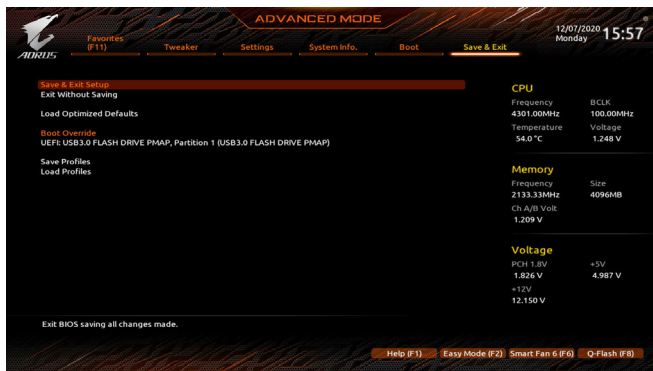 ADVANCED MODE
12/07/2020 Monday 15:57
AORUS
Favorites (F11)
Tweaker
Settings
System Info.
Boot
Save & Exit
Save & Exit Setup
Exit Without Saving
Load Optimized Defaults
Boot Override
UEFI: USB3.0 FLASH DRIVE PMAP, Partition 1 (USB3.0 FLASH DRIVE PMAP)
Save Profiles
Load Profiles
CPU
Frequency BCLK
4301.00MHz 100.00MHz
Temperature Voltage
54.0 °C 1.248 V
Memory
Frequency Size
2133.33MHz 4096MB
Ch A/B Volt
1.209 V
Voltage
PCH 1.8V +5V
1.826 V 4.987 V
+12V
12.150 V
Exit BIOS saving all changes made.
Help (F1) Easy Mode (F2) Smart Fan 6 (F6) Q-Flash (F8)